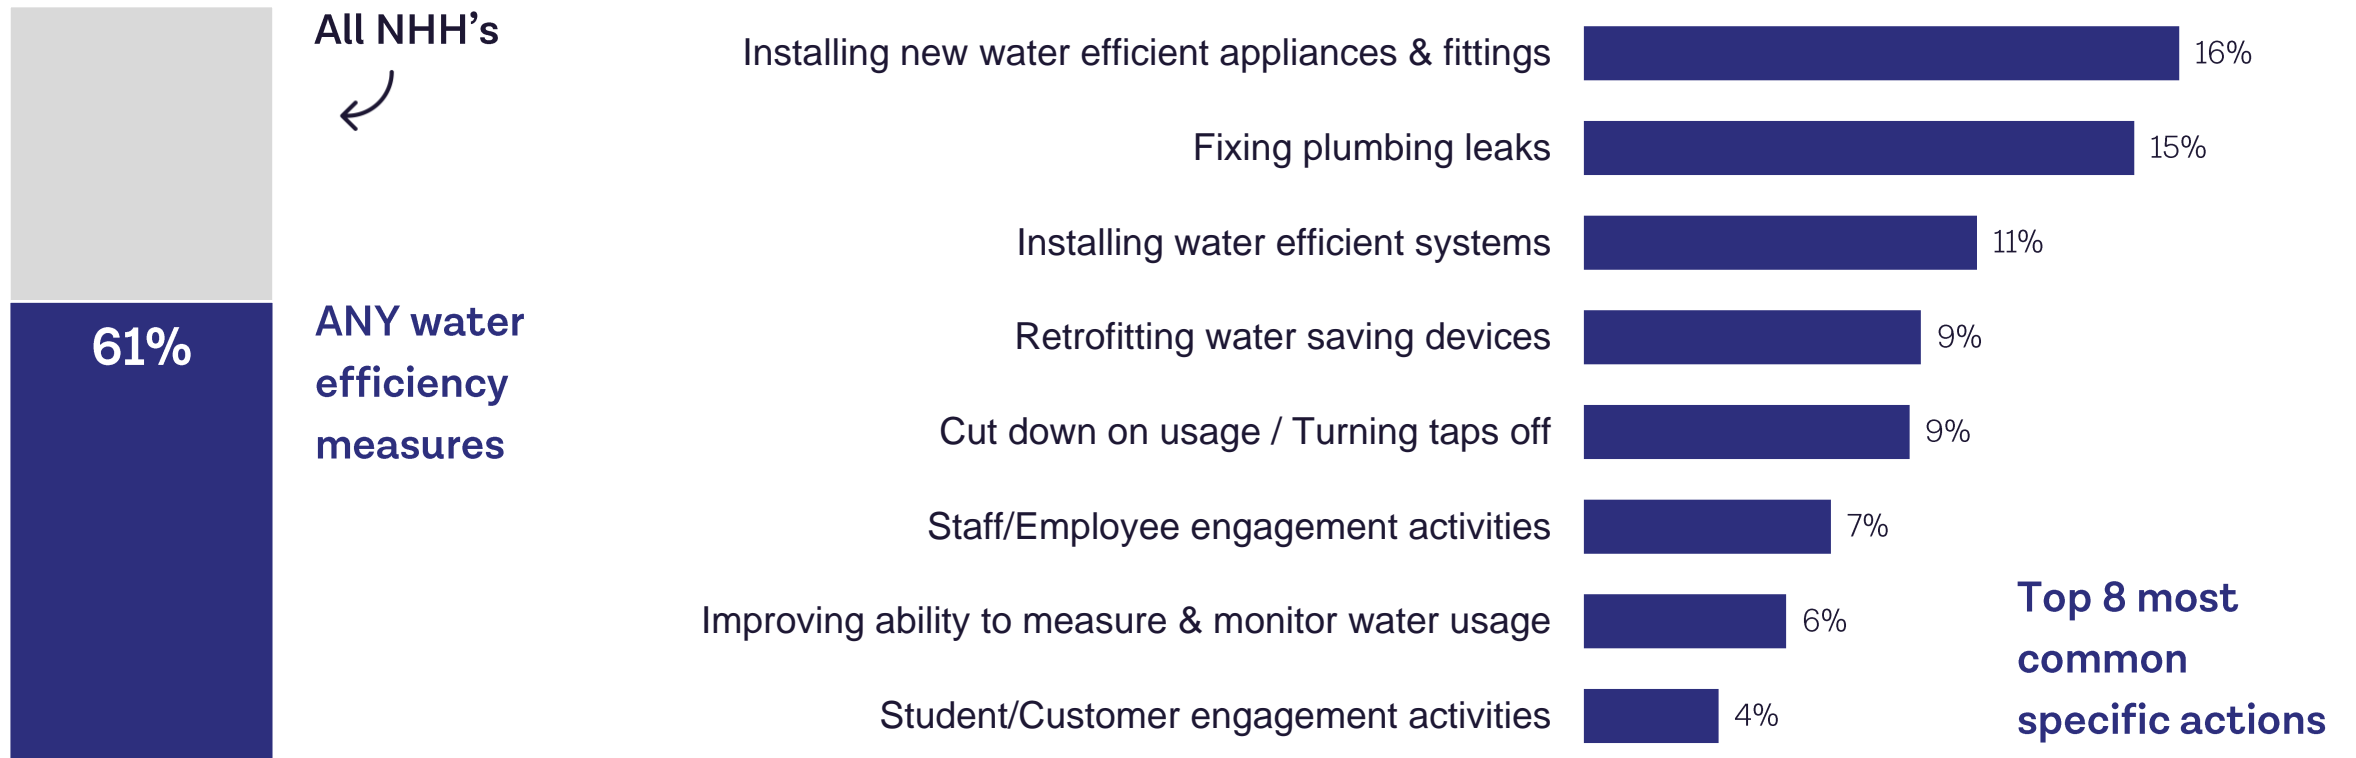 All NHH’s
61%
ANY water
efficiency
measures
Installing new water efficient appliances & fittings
16%
Fixing plumbing leaks
15%
Installing water efficient systems
11%
Retrofitting water saving devices
9%
Cut down on usage / Turning taps off
9%
Staff/Employee engagement activities
7%
Improving ability to measure & monitor water usage
6%
Student/Customer engagement activities
4%
Top 8 most
common
specific actions